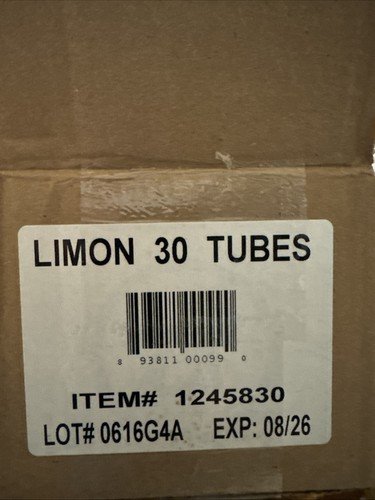 LIMON 30 TUBES
8 93811 00099 0
ITEM# 1245830
LOT# 0616G4A EXP: 08/26